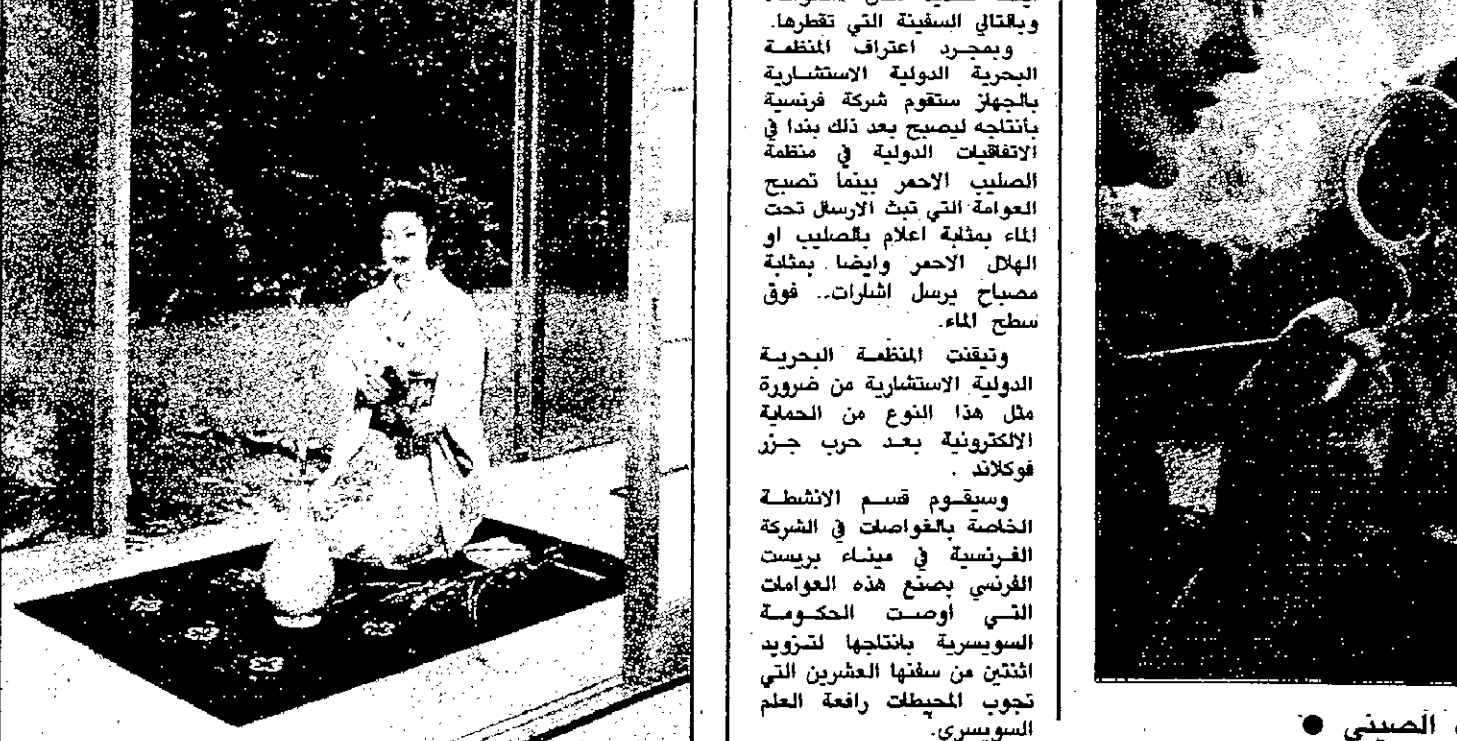 وبالتالي السفينة التي تقطرها.
وبمجرد اعتراف المنظمة
البحرية الدولية الاستشارية
بالجهاز ستقوم شركة فرنسية
بانتاجه ليصبح بعد ذلك بندا في
الاتفاقيات الدولية في منظمة
الصليب الاحمر بينما تصبح
العوامة التي تبث الارسال تحت
الماء بمثابة اعلام بالصليب او
الهلال الاحمر وايضا بمثابة
مصباح يرسل اشارات.. فوق
سطح الماء.
وتيقنت المنظمة البحرية
الدولية الاستشارية من ضرورة
مثل هذا النوع من الحماية
الالكترونية بعد حرب جزر
فوكلاند .
وسيقوم قسم الانشطة
الخاصة بالغواصات في الشركة
الفرنسية في ميناء بريست
الفرنسي بصنع هذه العوامات
التي أوصت الحكومة
السويسرية بانتاجها لتزويد
اثنتين من سفنها العشرين التي
تجوب المحيطات رافعة العلم
السويسري.
الصيني ●